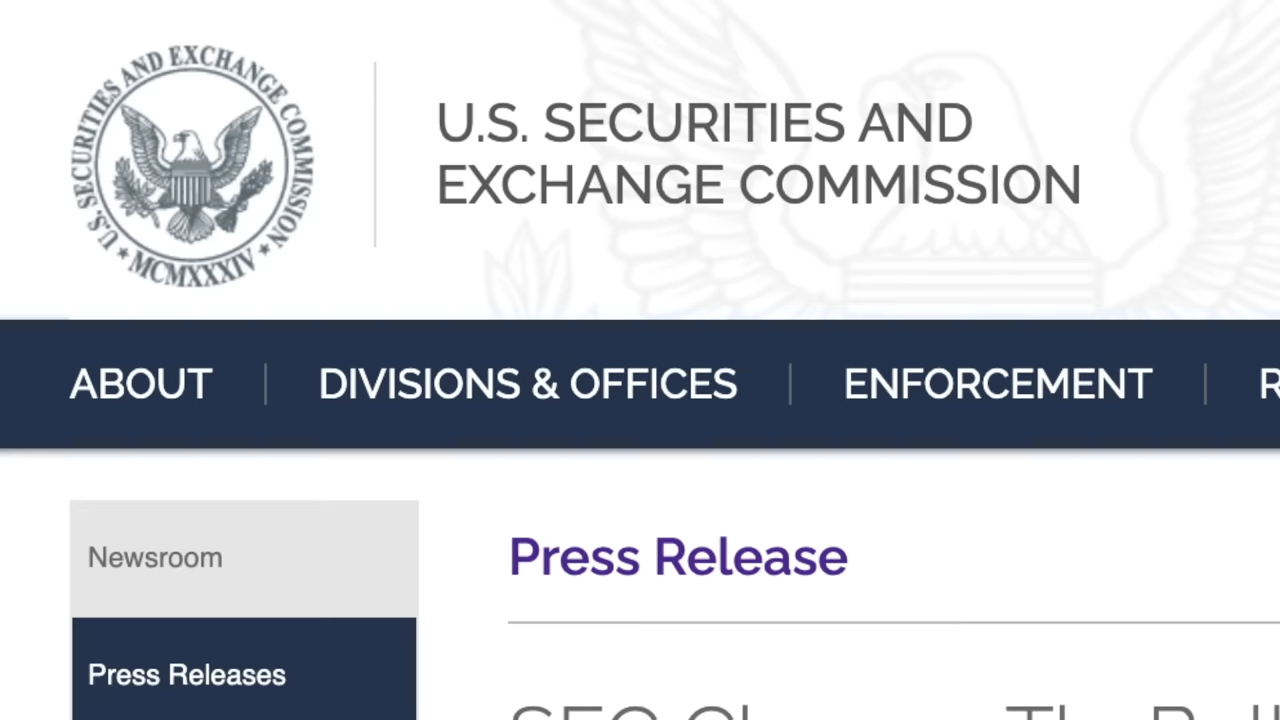 U.S. SECURITIES AND EXCHANGE COMMISSION
MCMXXXIV
U.S. SECURITIES AND
EXCHANGE COMMISSION
ABOUT
DIVISIONS & OFFICES
ENFORCEMENT
Newsroom
Press Release
Press Releases